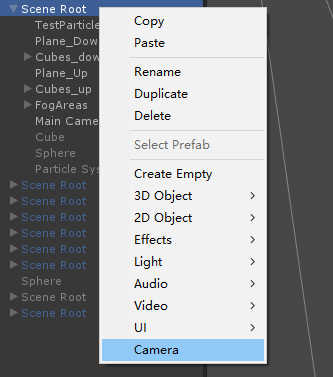 Scene Root
TestParticle
Plane_Dow
Cubes_dow
Plane_Up
Cubes_up
FogAreas
Main Came
Cube
Sphere
Particle Sys
Scene Root
Scene Root
Scene Root
Scene Root
Scene Root
Scene Root
Sphere
Scene Root
Scene Root
Copy
Paste
Rename
Duplicate
Delete
Select Prefab
Create Empty
3D Object
2D Object
Effects
Light
Audio
Video
UI
Camera